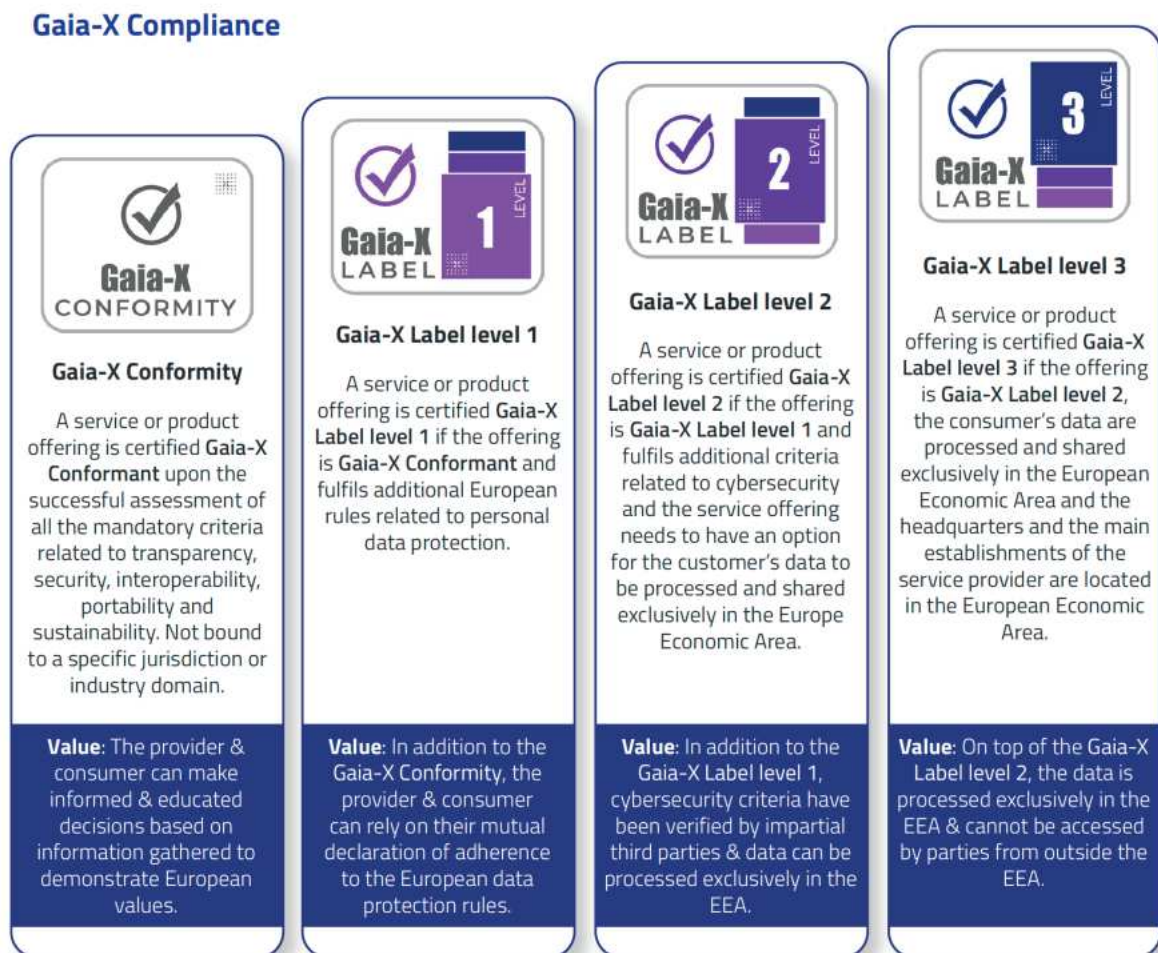 Gaia-X Compliance
Gaia-X
CONFORMITY
Gaia-X Conformity
A service or product
offering is certified Gaia-X
Conformant upon the
successful assessment of
all the mandatory criteria
related to transparency,
security, interoperability,
portability and
sustainability. Not bound
to a specific jurisdiction or
industry domain.
Value: The provider &
consumer can make
informed & educated
decisions based on
information gathered to
demonstrate European
values.
Gaia-X
LABEL
1
LEVEL
Gaia-X Label level 1
A service or product
offering is certified Gaia-X
Label level 1 if the offering
is Gaia-X Conformant and
fulfils additional European
rules related to personal
data protection.
Value: In addition to the
Gaia-X Conformity, the
provider & consumer
can rely on their mutual
declaration of adherence
to the European data
protection rules.
Gaia-X
LABEL
2
LEVEL
Gaia-X Label level 2
A service or product
offering is certified Gaia-X
Label level 2 if the offering
is Gaia-X Label level 1 and
fulfils additional criteria
related to cybersecurity
and the service offering
needs to have an option
for the customer's data to
be processed and shared
exclusively in the Europe
Economic Area.
Value: In addition to the
Gaia-X Label level 1,
cybersecurity criteria have
been verified by impartial
third parties & data can be
processed exclusively in the
EEA.
Gaia-X
LABEL
3
LEVEL
Gaia-X Label level 3
A service or product
offering is certified Gaia-X
Label level 3 if the offering
is Gaia-X Label level 2,
the consumer's data are
processed and shared
exclusively in the European
Economic Area and the
headquarters and the main
establishments of the
service provider are located
in the European Economic
Area.
Value: On top of the Gaia-X
Label level 2, the data is
processed exclusively in the
EEA & cannot be accessed
by parties from outside the
EEA.